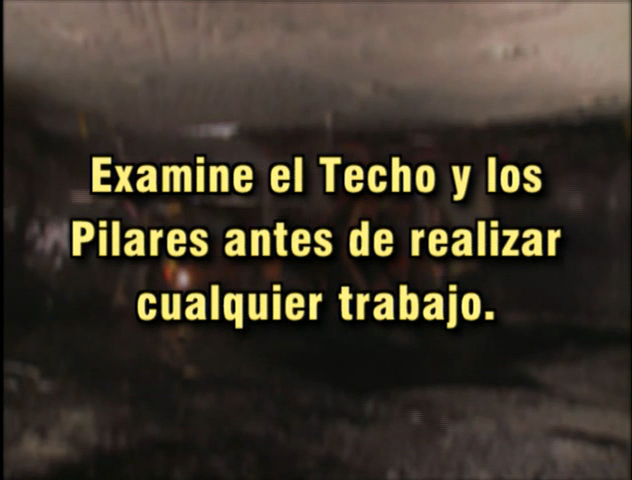 Examine el Techo y los
Pilares antes de realizar
cualquier trabajo.